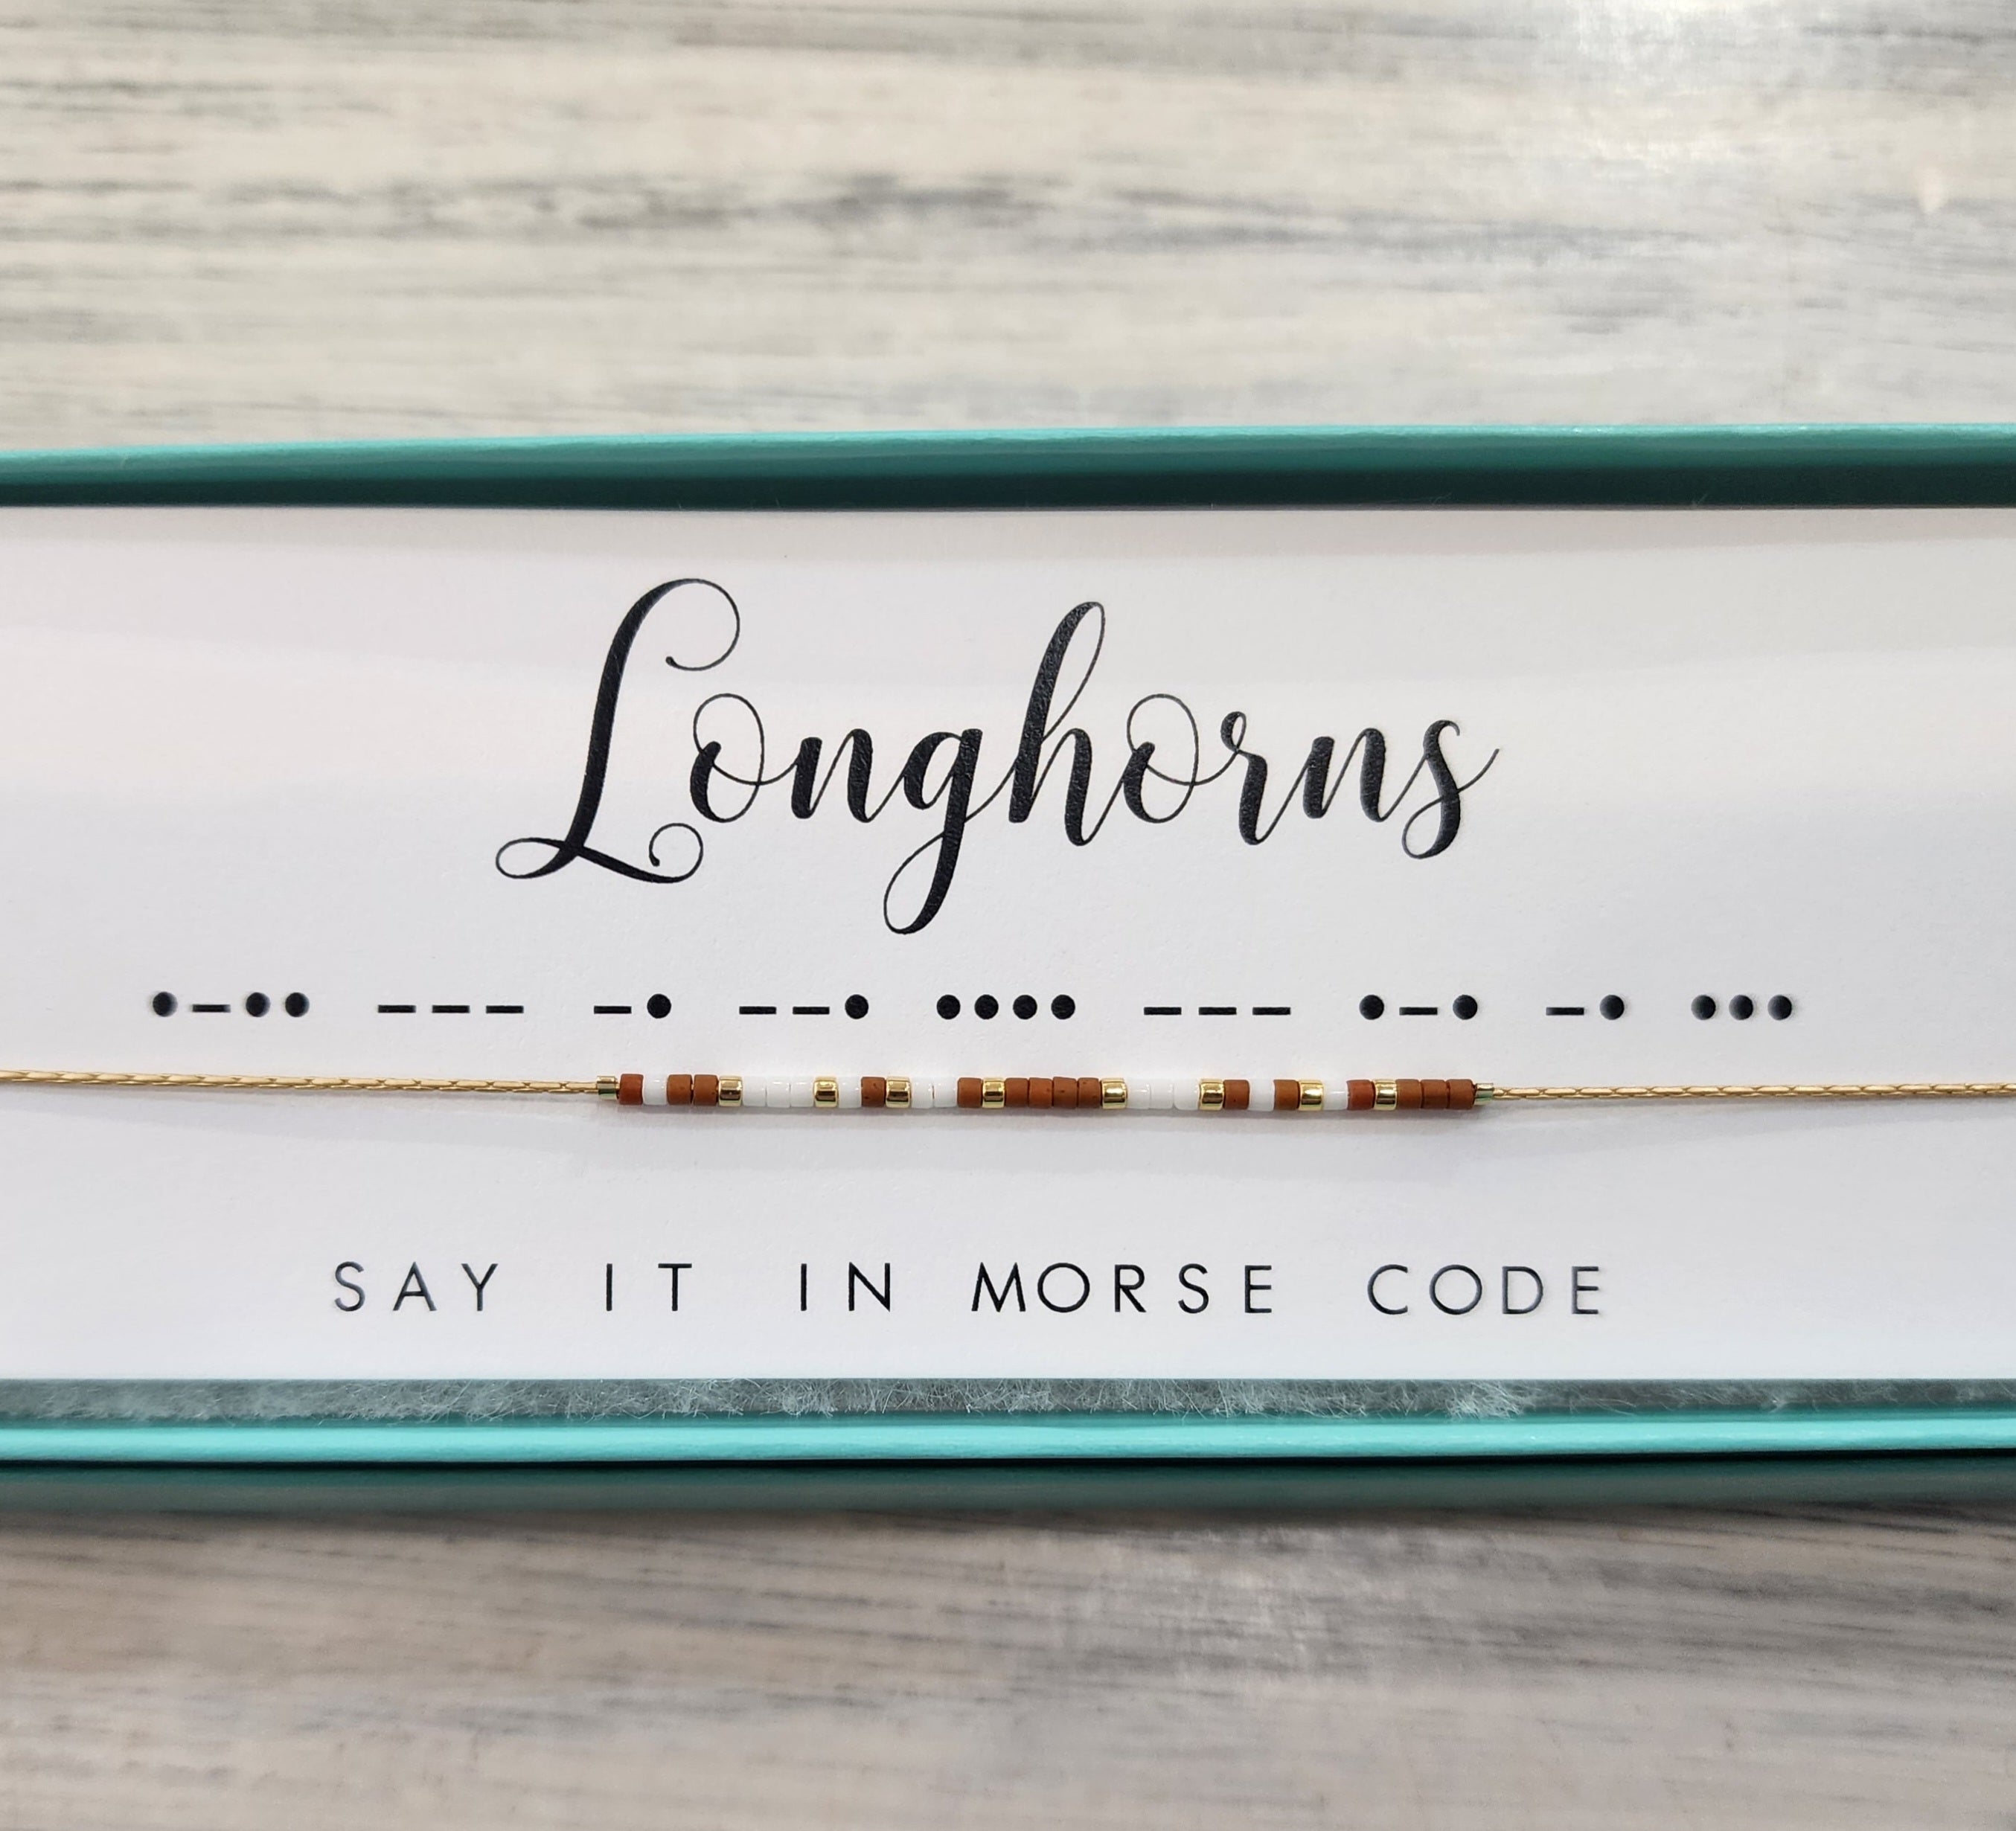 Longhorns
•–•• ––– –• ––• •••• ––– •–• –• •••
SAY IT IN MORSE CODE